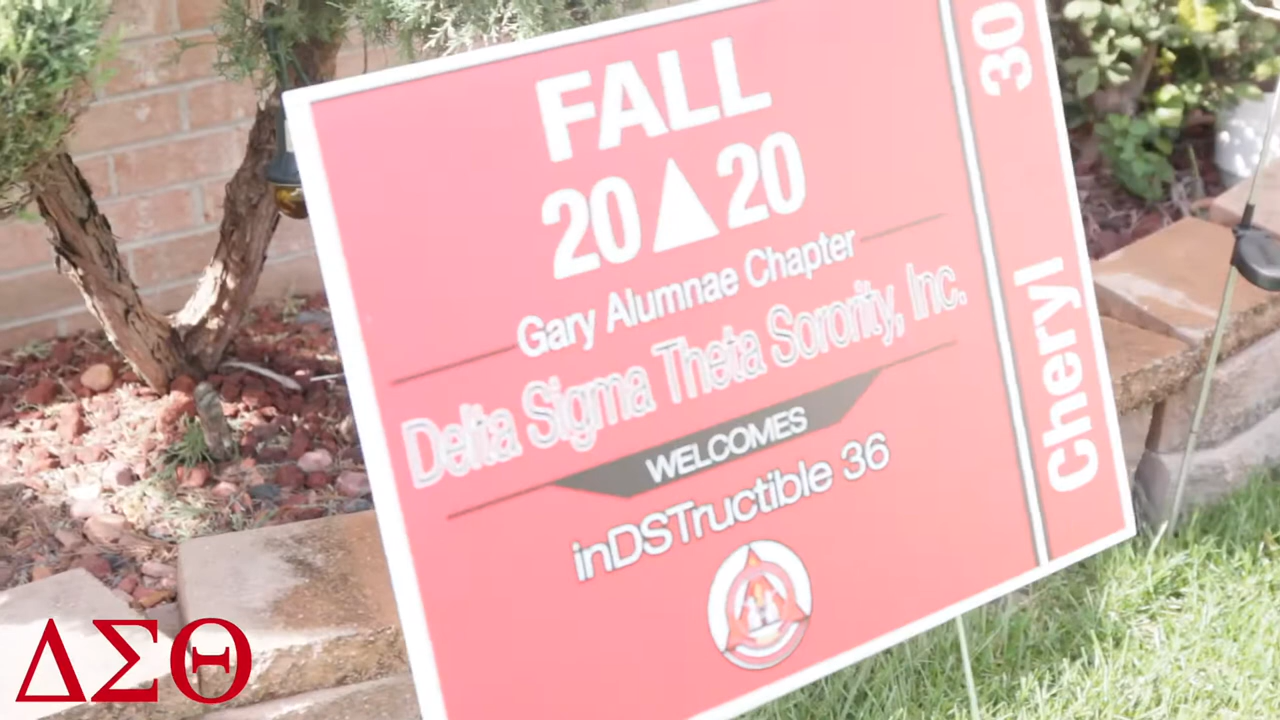 FALL
20▲20
Gary Alumnae Chapter
Delta Sigma Theta Sorority, Inc.
WELCOMES
inDSTructible 36
Cheryl 30
ΔΣΘ